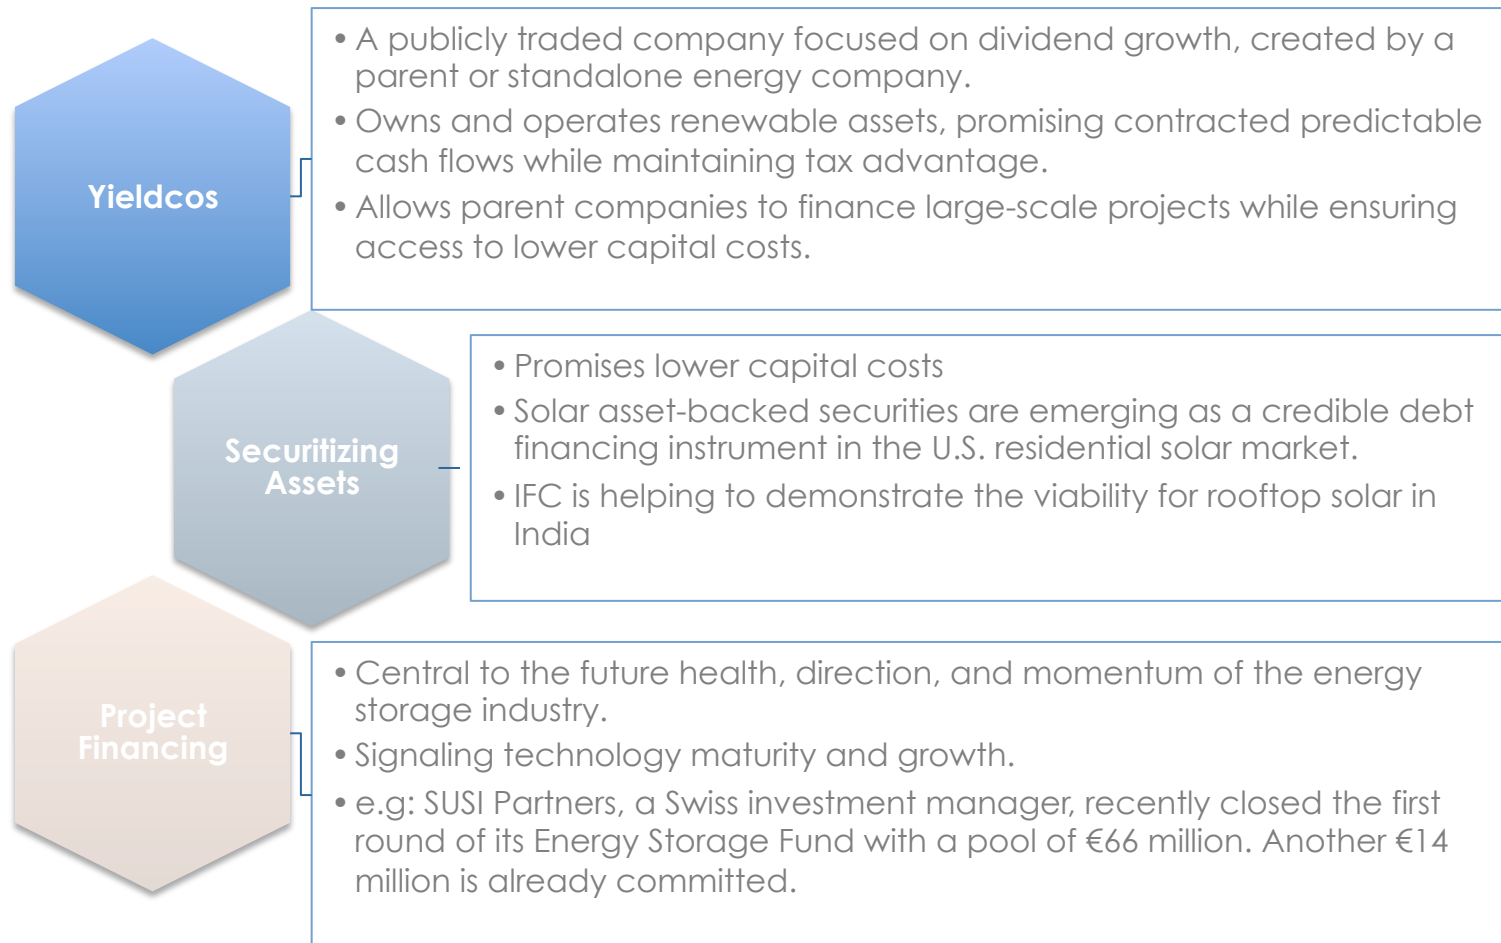 Yieldcos
• A publicly traded company focused on dividend growth, created by a
parent or standalone energy company.
• Owns and operates renewable assets, promising contracted predictable
cash flows while maintaining tax advantage.
• Allows parent companies to finance large-scale projects while ensuring
access to lower capital costs.
Securitizing
Assets
• Promises lower capital costs
• Solar asset-backed securities are emerging as a credible debt
financing instrument in the U.S. residential solar market.
• IFC is helping to demonstrate the viability for rooftop solar in
India
Project
Financing
• Central to the future health, direction, and momentum of the energy
storage industry.
• Signaling technology maturity and growth.
• e.g: SUSI Partners, a Swiss investment manager, recently closed the first
round of its Energy Storage Fund with a pool of €66 million. Another €14
million is already committed.